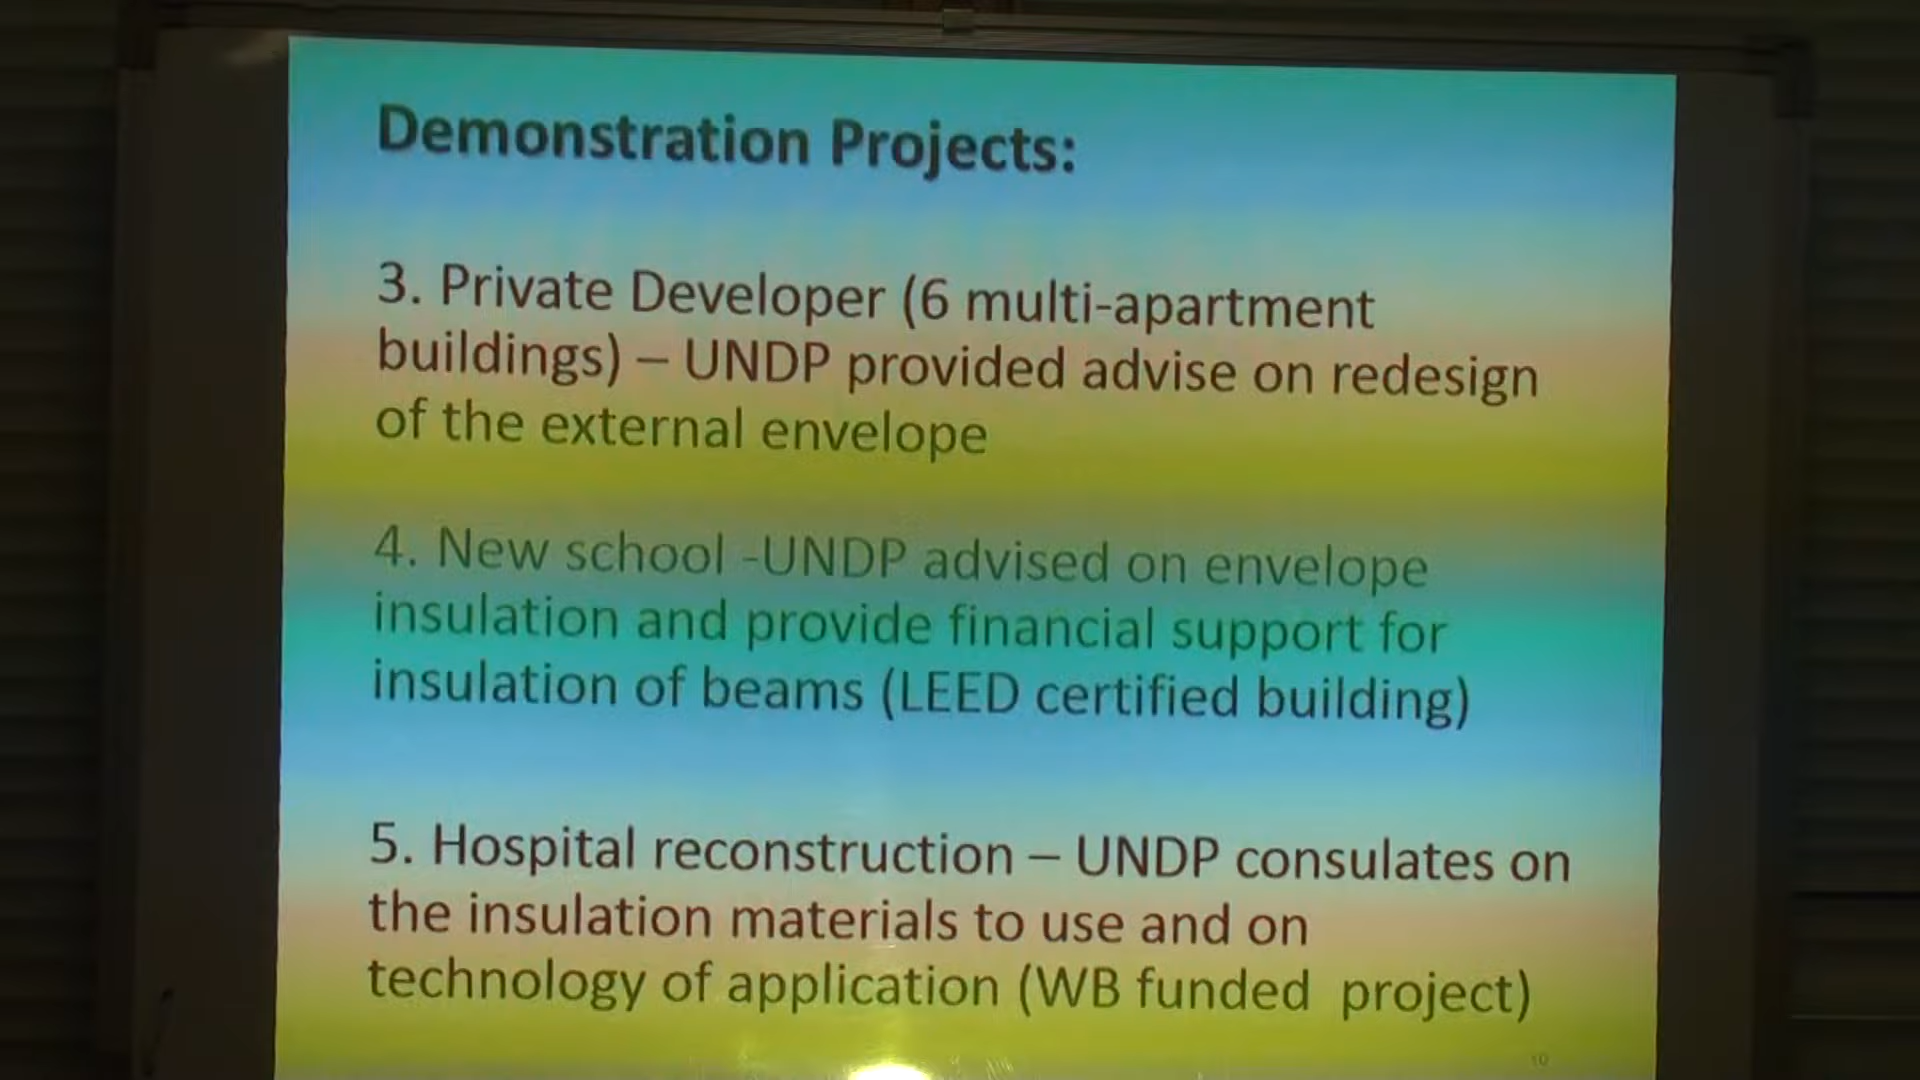 Demonstration Projects:
3. Private Developer (6 multi-apartment
buildings) – UNDP provided advise on redesign
of the external envelope
4. New school -UNDP advised on envelope
insulation and provide financial support for
insulation of beams (LEED certified building)
5. Hospital reconstruction – UNDP consulates on
the insulation materials to use and on
technology of application (WB funded  project)
10